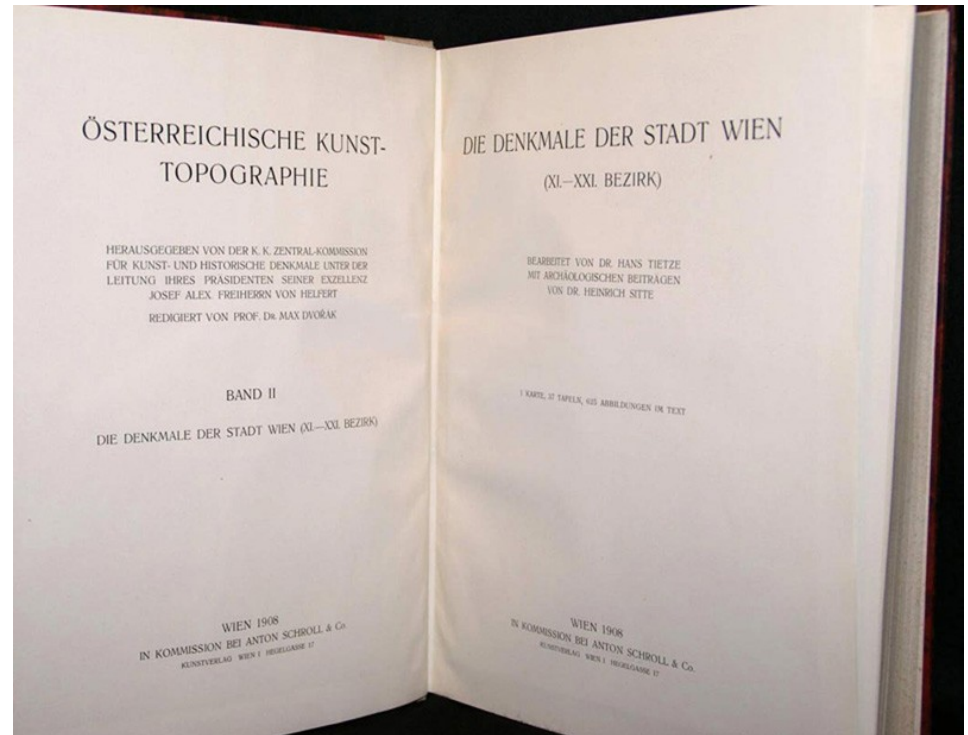 ÖSTERREICHISCHE KUNST-
TOPOGRAPHIE
HERAUSGEGEBEN VON DER K. K. ZENTRAL-KOMMISSION
FÜR KUNST- UND HISTORISCHE DENKMALE UNTER DER
LEITUNG IHRES PRÄSIDENTEN SEINER EXZELLENZ
JOSEF ALEX. FREIHERRN VON HELFERT
REDIGIERT VON PROF. DR. MAX DVOŘÁK
BAND II
DIE DENKMALE DER STADT WIEN (XI.—XXI. BEZIRK)
WIEN 1908
IN KOMMISSION BEI ANTON SCHROLL & Co.
KUNSTVERLAG WIEN I HEGELGASSE 17
DIE DENKMALE DER STADT WIEN
(XI.—XXI. BEZIRK)
BEARBEITET VON DR. HANS TIETZE
MIT ARCHÄOLOGISCHEN BEITRÄGEN
VON DR. HEINRICH SITTE
1 KARTE, 37 TAFELN, 625 ABBILDUNGEN IM TEXT
WIEN 1908
IN KOMMISSION BEI ANTON SCHROLL & Co.
KUNSTVERLAG WIEN I HEGELGASSE 17